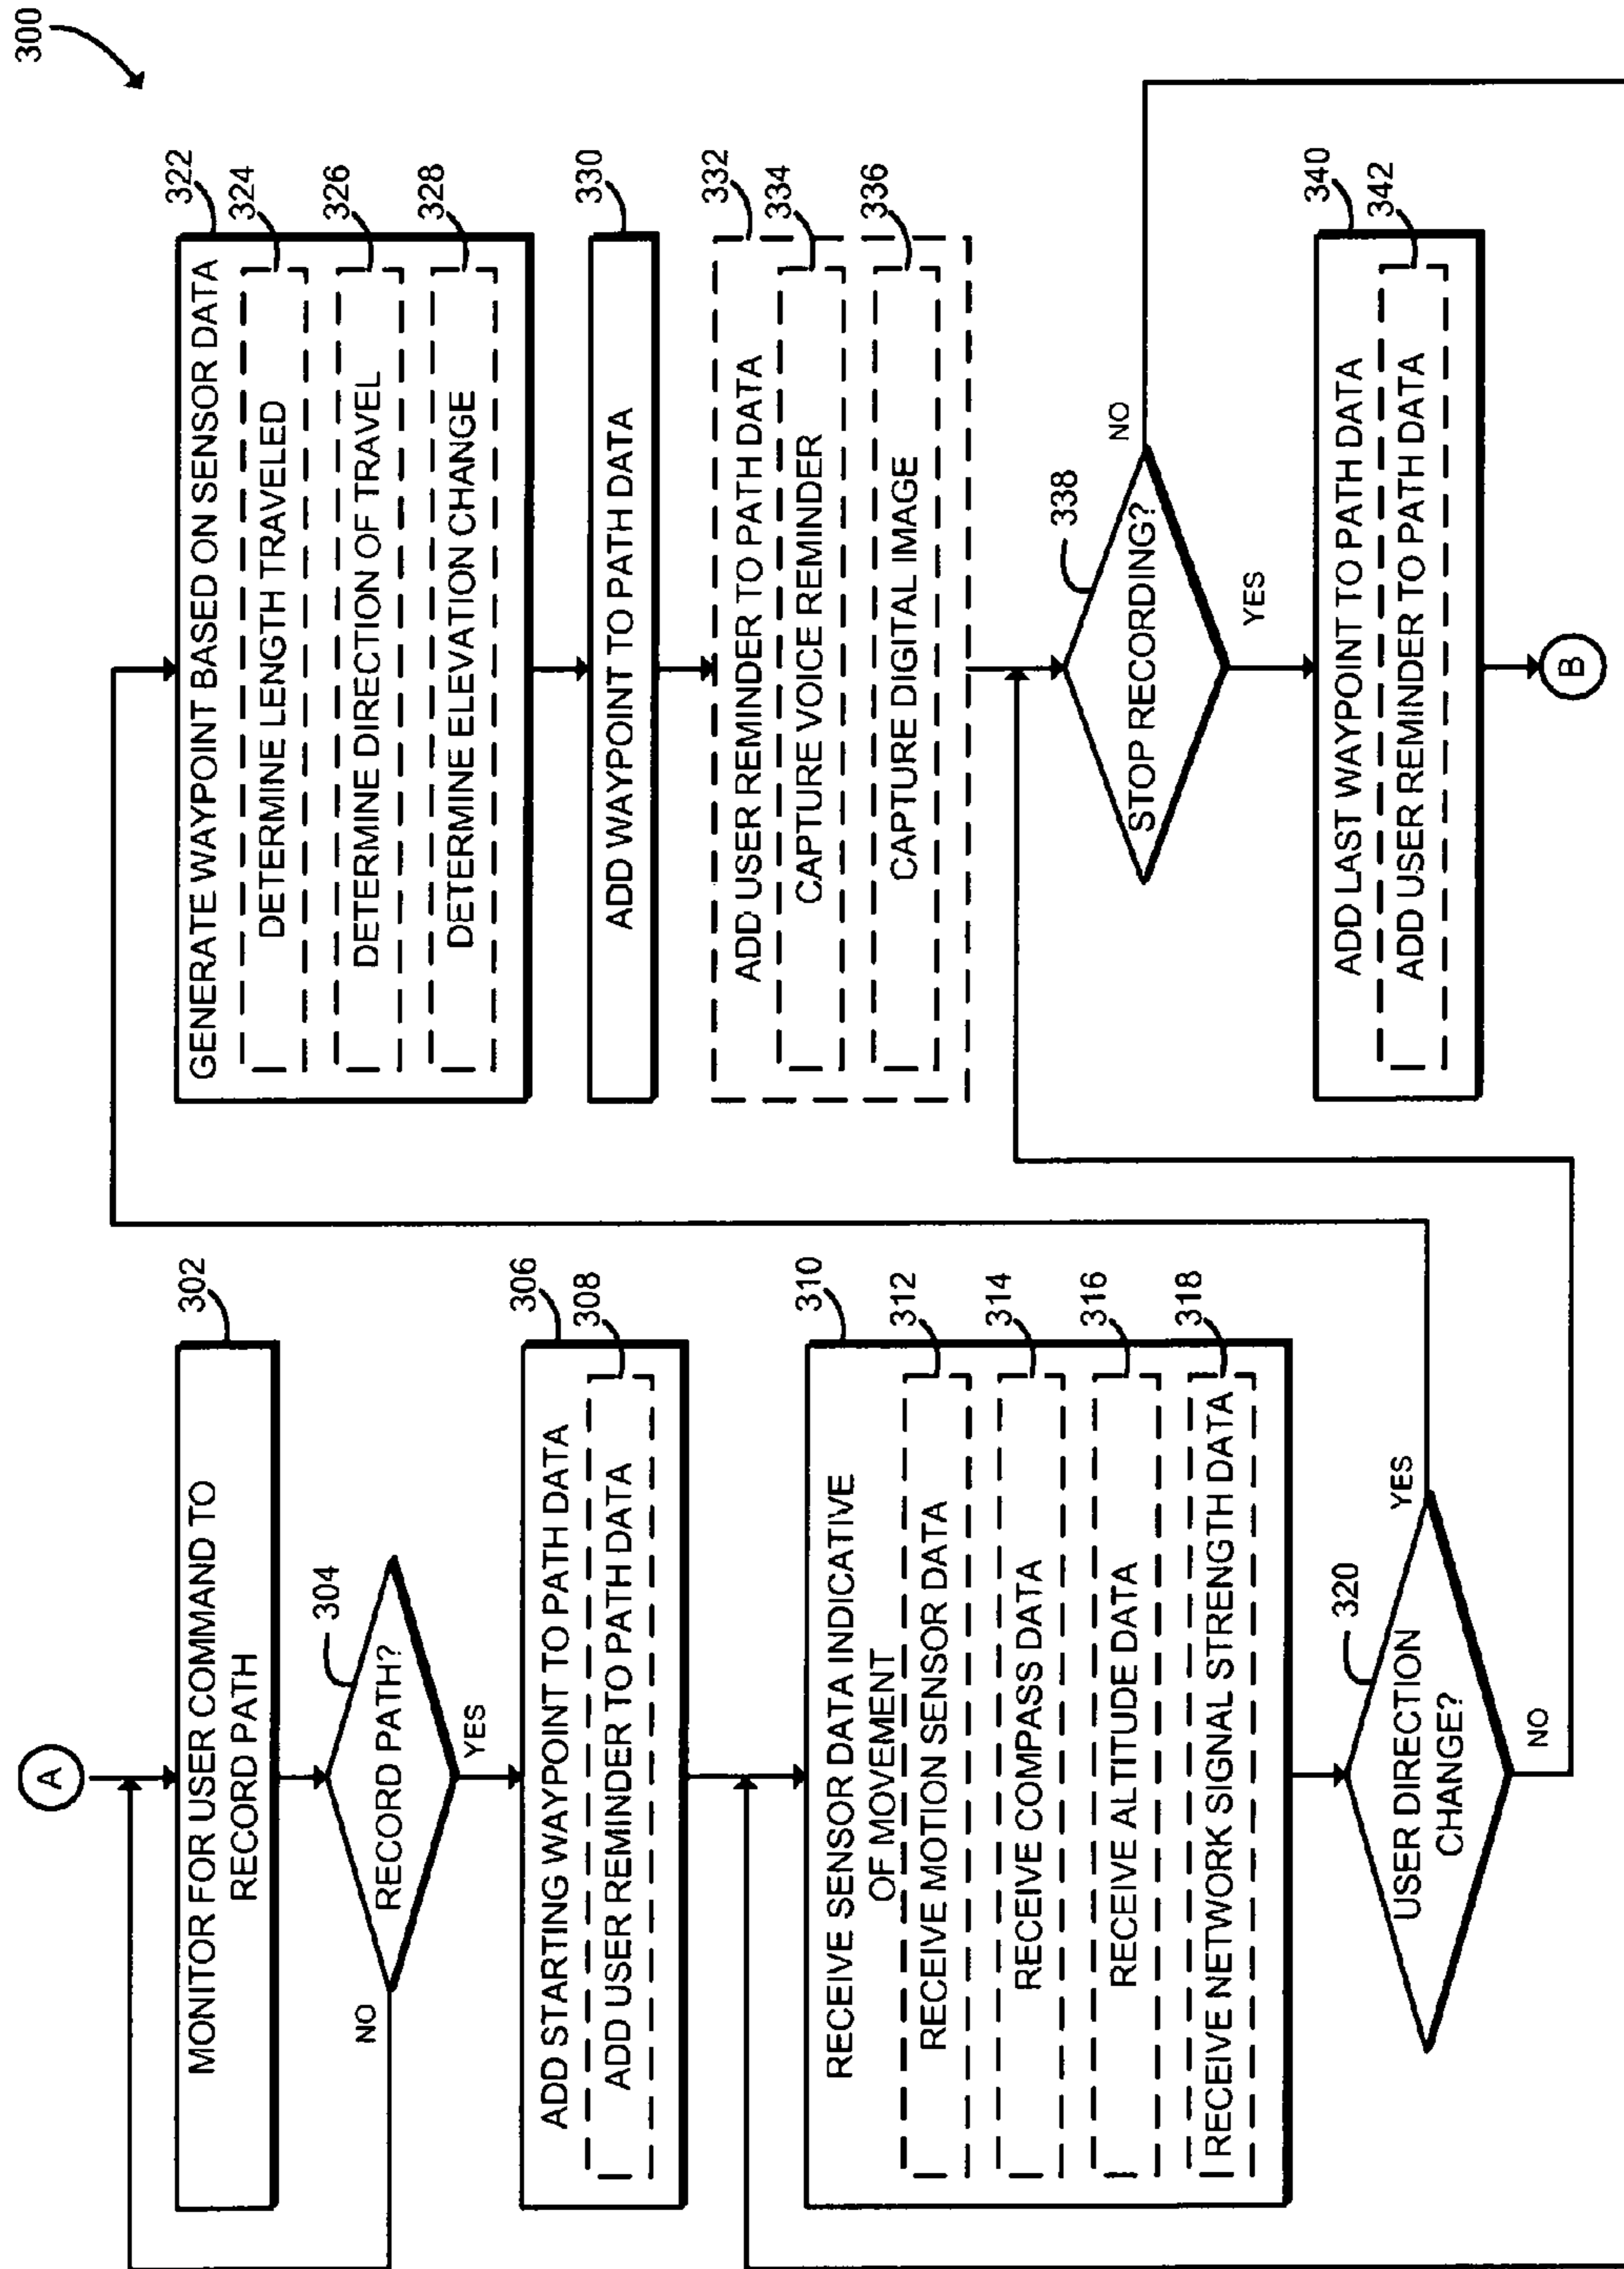 300
A
MONITOR FOR USER COMMAND TO
RECORD PATH
302
RECORD PATH?
304
NO
YES
ADD STARTING WAYPOINT TO PATH DATA
306
ADD USER REMINDER TO PATH DATA
308
RECEIVE SENSOR DATA INDICATIVE
OF MOVEMENT
310
RECEIVE MOTION SENSOR DATA
312
RECEIVE COMPASS DATA
314
RECEIVE ALTITUDE DATA
316
RECEIVE NETWORK SIGNAL STRENGTH DATA
318
USER DIRECTION
CHANGE?
320
YES
NO
GENERATE WAYPOINT BASED ON SENSOR DATA
322
DETERMINE LENGTH TRAVELED
324
DETERMINE DIRECTION OF TRAVEL
326
DETERMINE ELEVATION CHANGE
328
ADD WAYPOINT TO PATH DATA
330
ADD USER REMINDER TO PATH DATA
332
CAPTURE VOICE REMINDER
334
CAPTURE DIGITAL IMAGE
336
STOP RECORDING?
338
NO
YES
ADD LAST WAYPOINT TO PATH DATA
340
ADD USER REMINDER TO PATH DATA
342
B